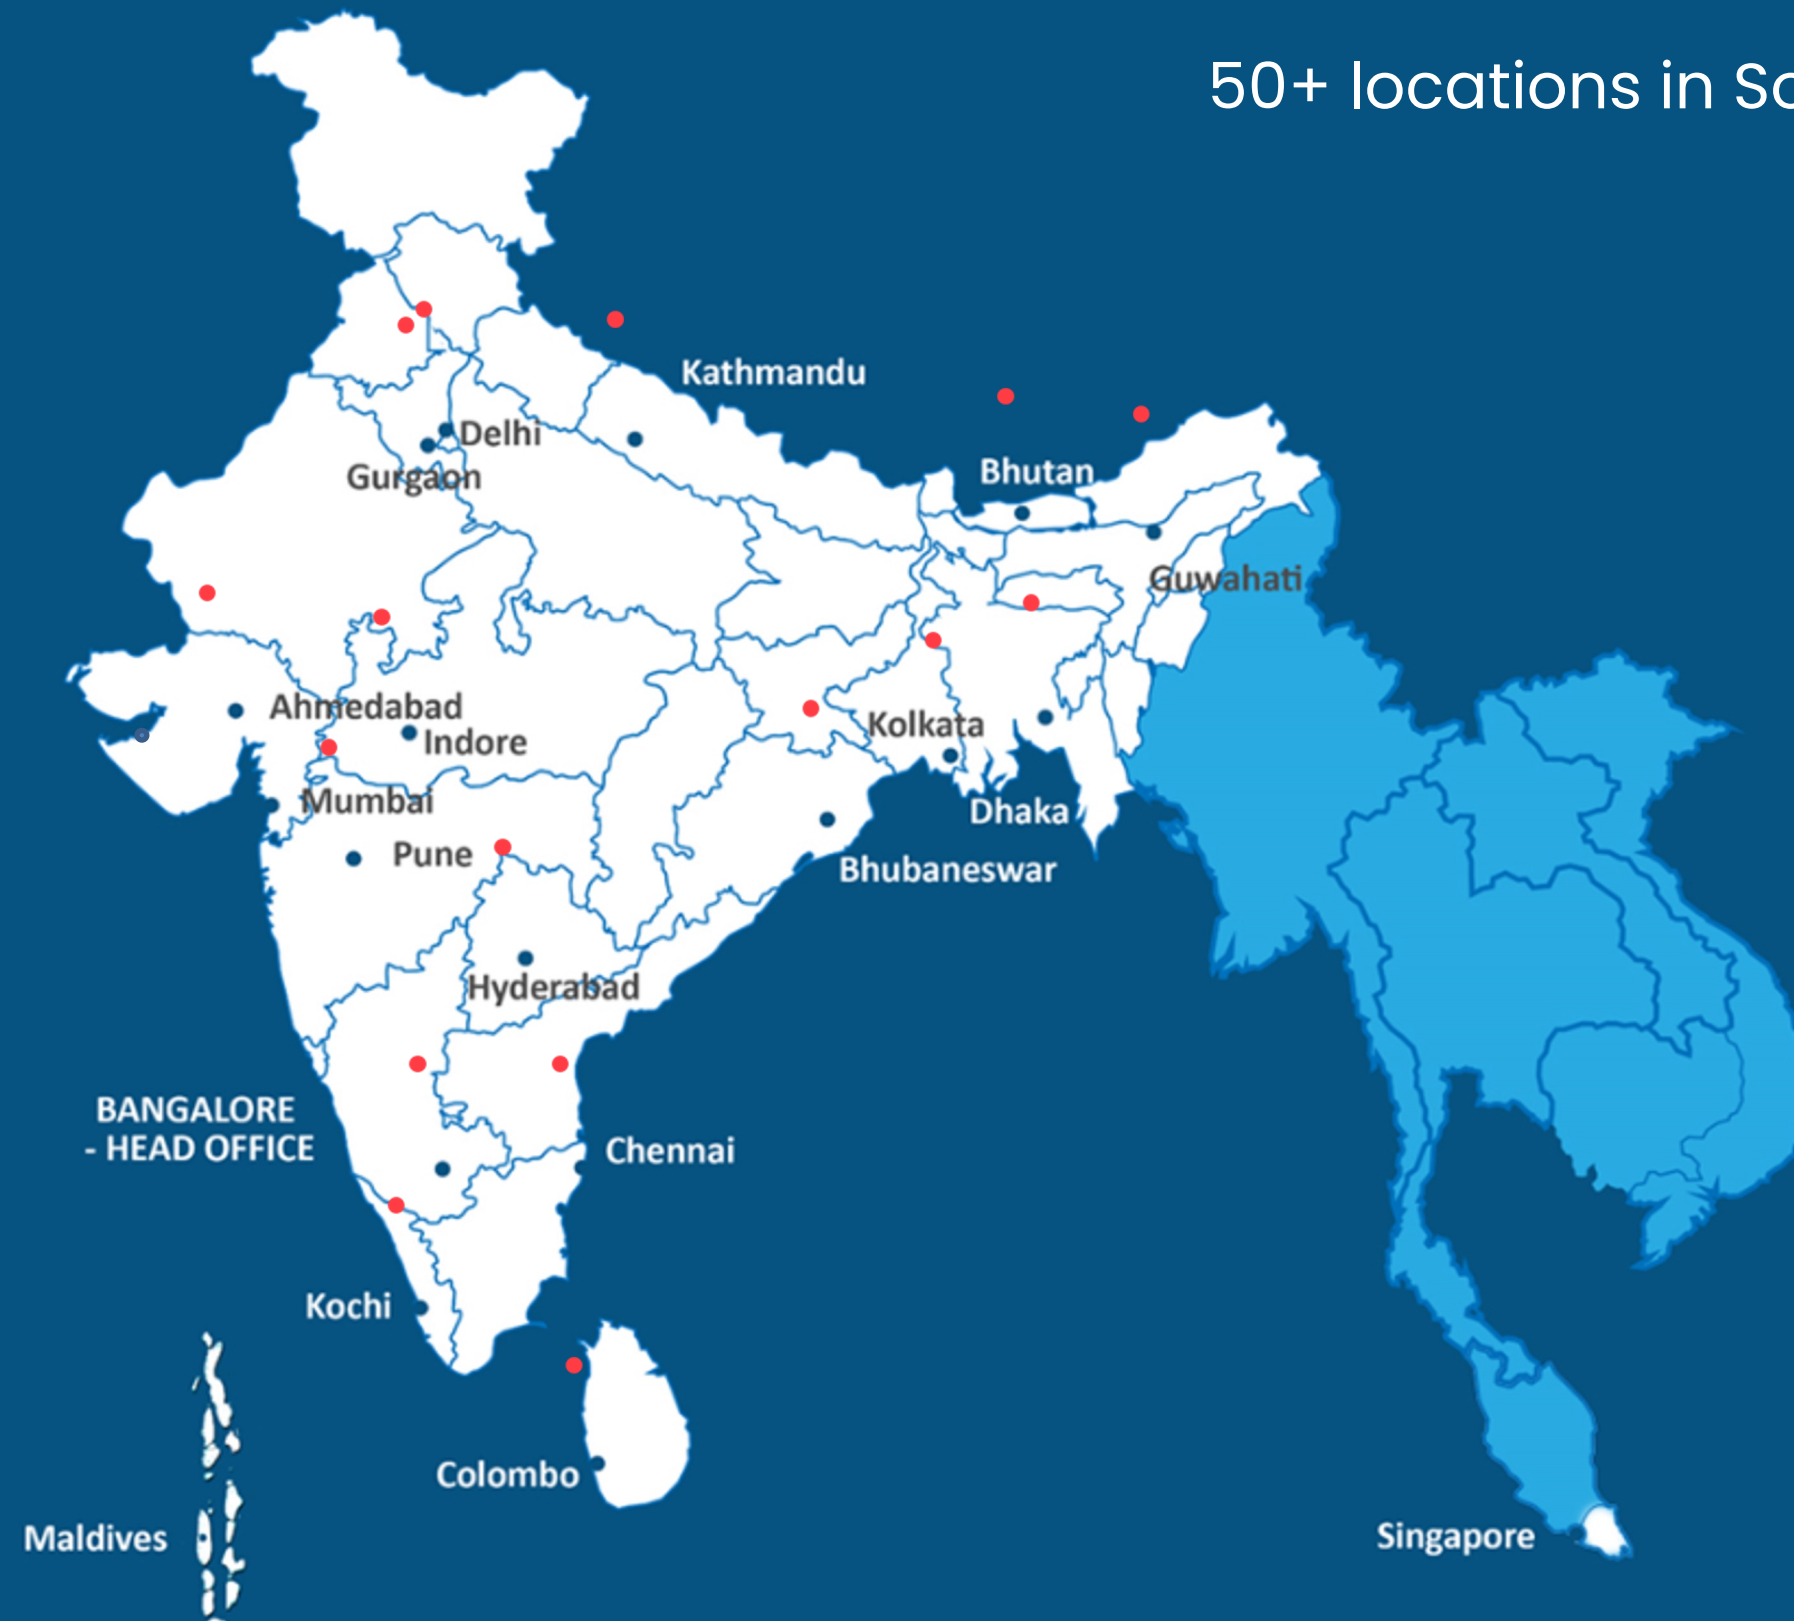 50+ locations in So
Kathmandu
Delhi
Gurgaon
Bhutan
Guwahati
Ahmedabad
Indore
Kolkata
Mumbai
Dhaka
Pune
Bhubaneswar
Hyderabad
BANGALORE
- HEAD OFFICE
Chennai
Kochi
Colombo
Maldives
Singapore